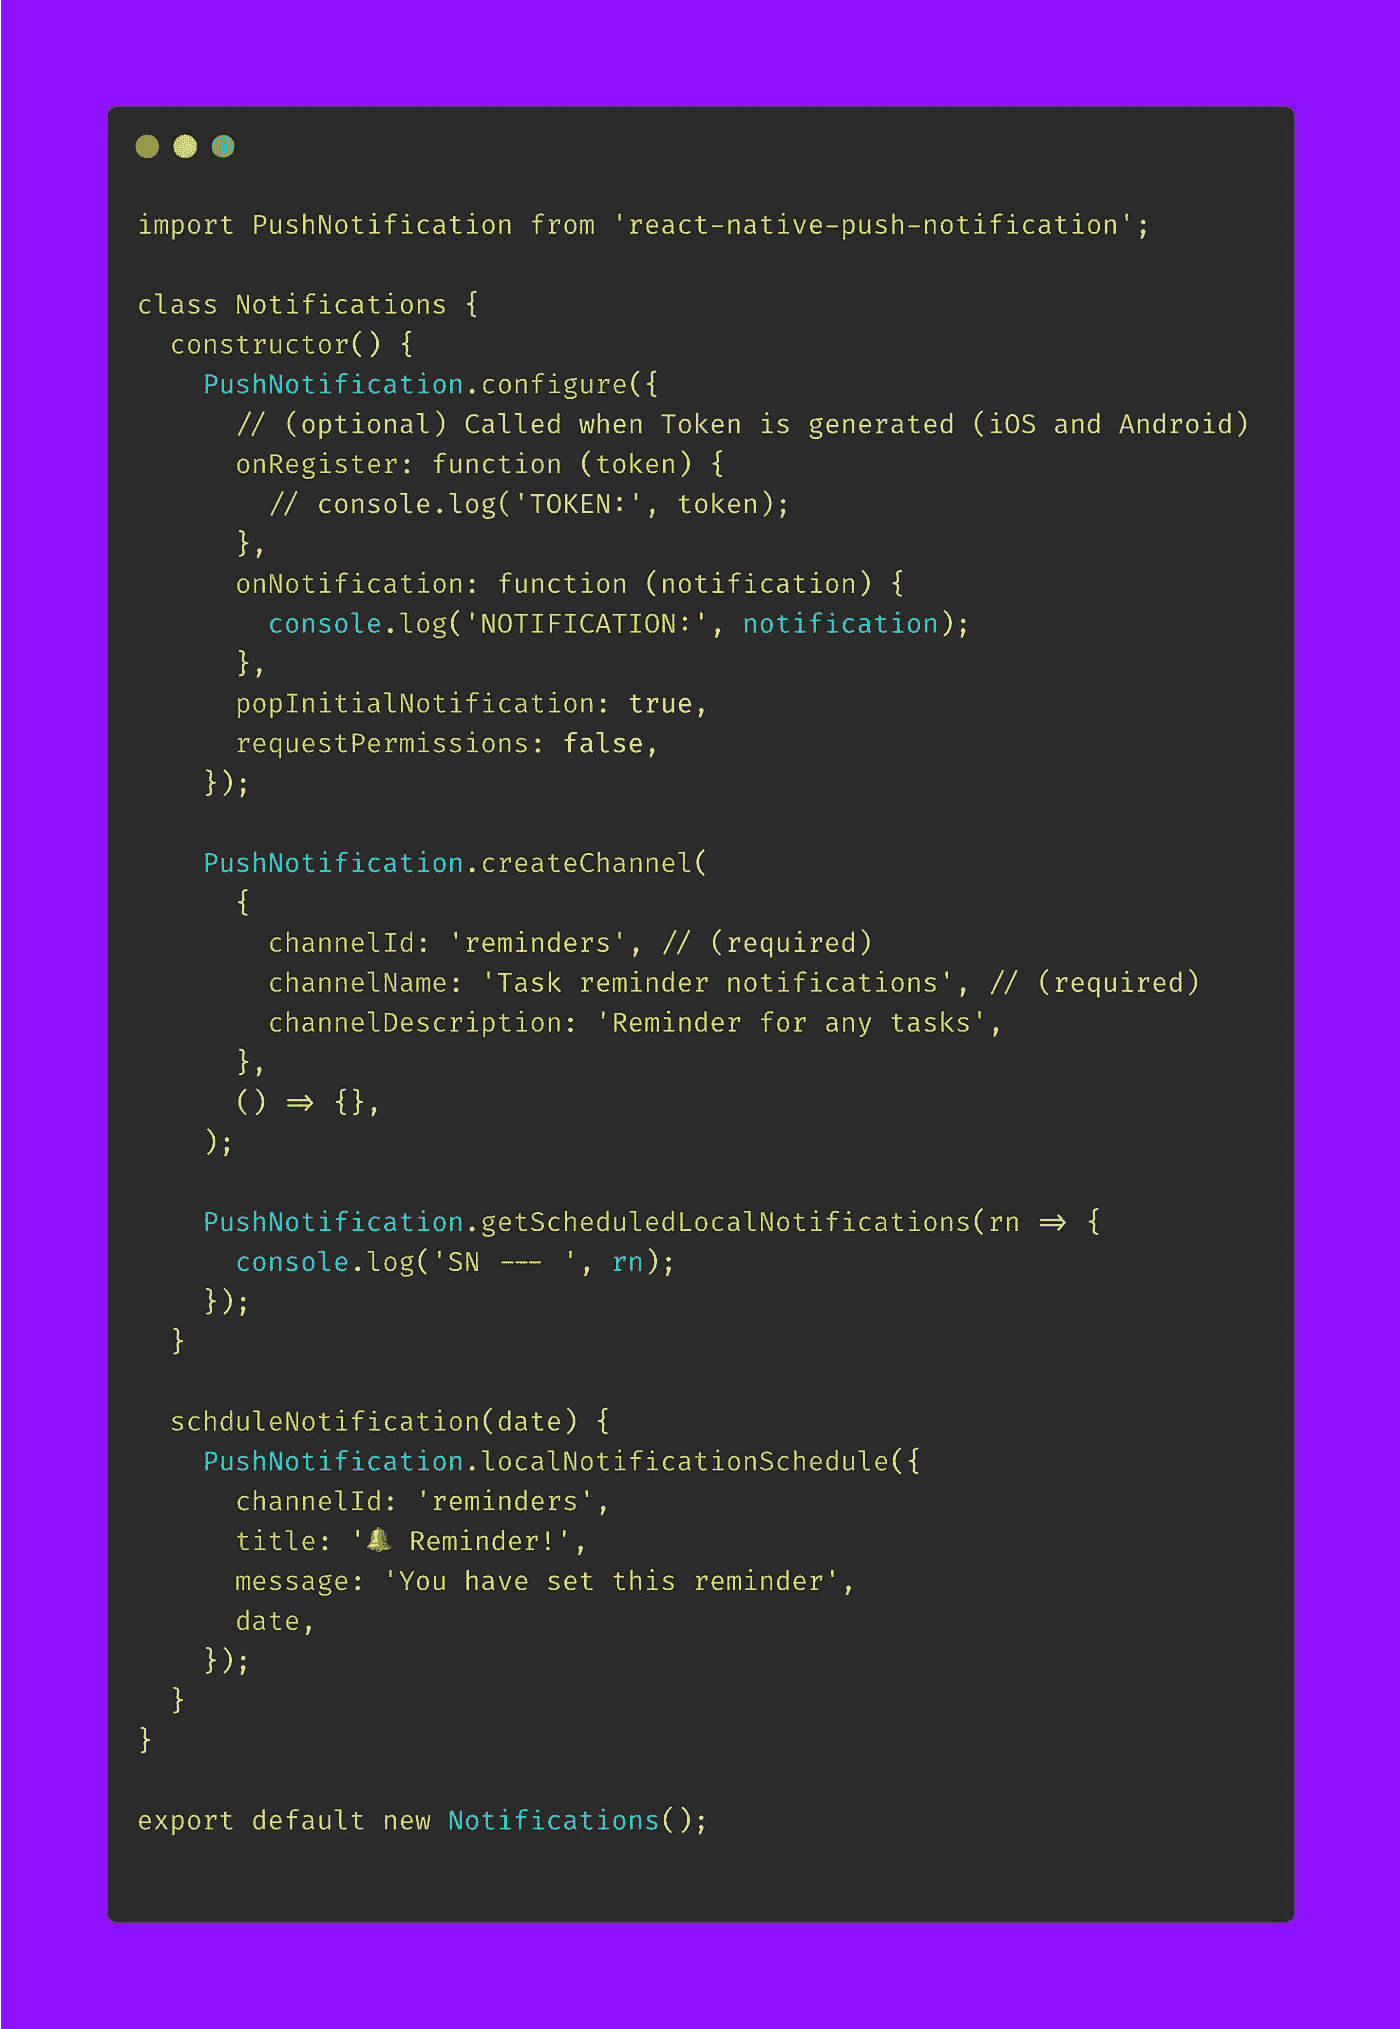 import PushNotification from 'react-native-push-notification';
class Notifications {
constructor() {
PushNotification.configure({
// (optional) Called when Token is generated (iOS and Android)
onRegister: function (token) {
// console.log('TOKEN:', token);
},
onNotification: function (notification) {
console.log('NOTIFICATION:', notification);
},
popInitialNotification: true,
requestPermissions: false,
});
PushNotification.createChannel(
{
channelId: 'reminders', // (required)
channelName: 'Task reminder notifications', // (required)
channelDescription: 'Reminder for any tasks',
},
() => {},
);
PushNotification.getScheduledLocalNotifications(rn => {
console.log('SN --- ', rn);
});
}
schduleNotification(date) {
PushNotification.localNotificationSchedule({
channelId: 'reminders',
title: '🔔 Reminder!',
message: 'You have set this reminder',
date,
});
}
}
export default new Notifications();